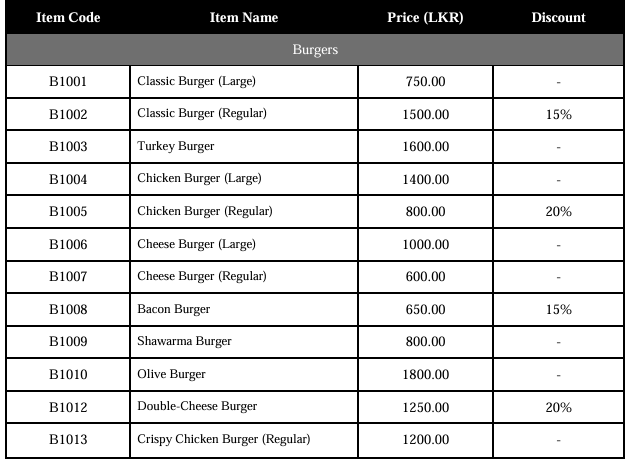 Item Code Item Name Price (LKR) Discount
Burgers
B1001 Classic Burger (Large) 750.00 -
B1002 Classic Burger (Regular) 1500.00 15%
B1003 Turkey Burger 1600.00 -
B1004 Chicken Burger (Large) 1400.00 -
B1005 Chicken Burger (Regular) 800.00 20%
B1006 Cheese Burger (Large) 1000.00 -
B1007 Cheese Burger (Regular) 600.00 -
B1008 Bacon Burger 650.00 15%
B1009 Shawarma Burger 800.00 -
B1010 Olive Burger 1800.00 -
B1012 Double-Cheese Burger 1250.00 20%
B1013 Crispy Chicken Burger (Regular) 1200.00 -